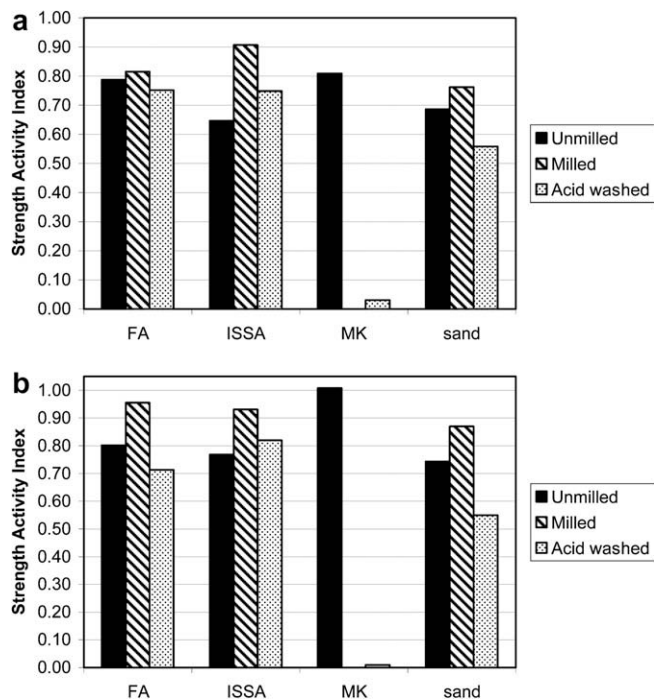 a
Strength Activity Index
1.00
0.90
0.80
0.70
0.60
0.50
0.40
0.30
0.20
0.10
0.00
FA ISSA MK sand
Unmilled
Milled
Acid washed
b
Strength Activity Index
1.00
0.90
0.80
0.70
0.60
0.50
0.40
0.30
0.20
0.10
0.00
FA ISSA MK sand
Unmilled
Milled
Acid washed